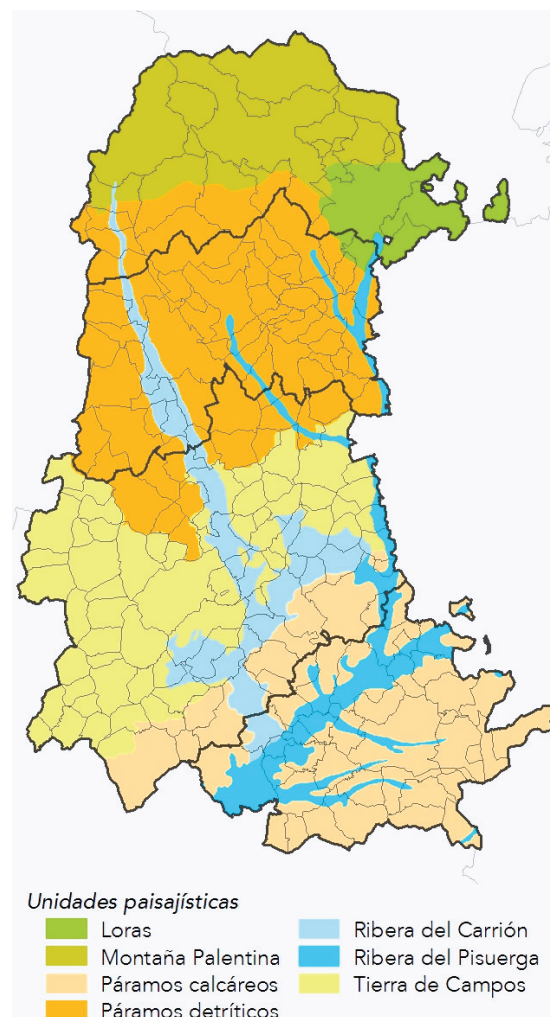 Unidades paisajísticas
Loras
Montaña Palentina
Páramos calcáreos
Páramos detríticos
Ribera del Carrión
Ribera del Pisuerga
Tierra de Campos